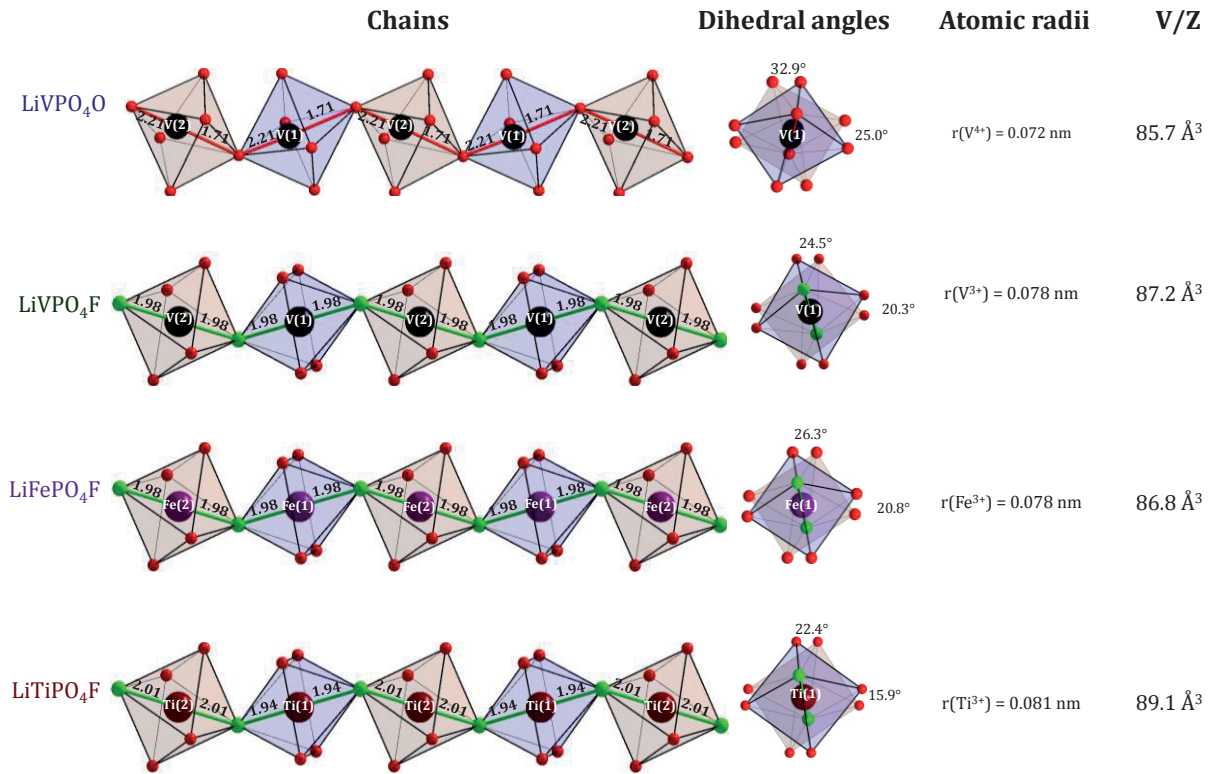 Chains Dihedral angles Atomic radii V/Z
LiVPO₄O
2.21 V(2) 1.71 2.21 V(1) 1.71 2.21 V(2) 1.71 2.21 V(1) 1.71 2.21 V(2) 1.71
32.9°
V(1)
25.0°
r(V⁴⁺) = 0.072 nm
85.7 Å³
LiVPO₄F
1.98 V(2) 1.98 1.98 V(1) 1.98 1.98 V(2) 1.98 1.98 V(1) 1.98 1.98 V(2) 1.98
24.5°
V(1)
20.3°
r(V³⁺) = 0.078 nm
87.2 Å³
LiFePO₄F
1.98 Fe(2) 1.98 1.98 Fe(1) 1.98 1.98 Fe(2) 1.98 1.98 Fe(1) 1.98 1.98 Fe(2) 1.98
26.3°
Fe(1)
20.8°
r(Fe³⁺) = 0.078 nm
86.8 Å³
LiTiPO₄F
2.01 Ti(2) 2.01 1.94 Ti(1) 1.94 2.01 Ti(2) 2.01 1.94 Ti(1) 1.94 2.01 Ti(2) 2.01
22.4°
Ti(1)
15.9°
r(Ti³⁺) = 0.081 nm
89.1 Å³